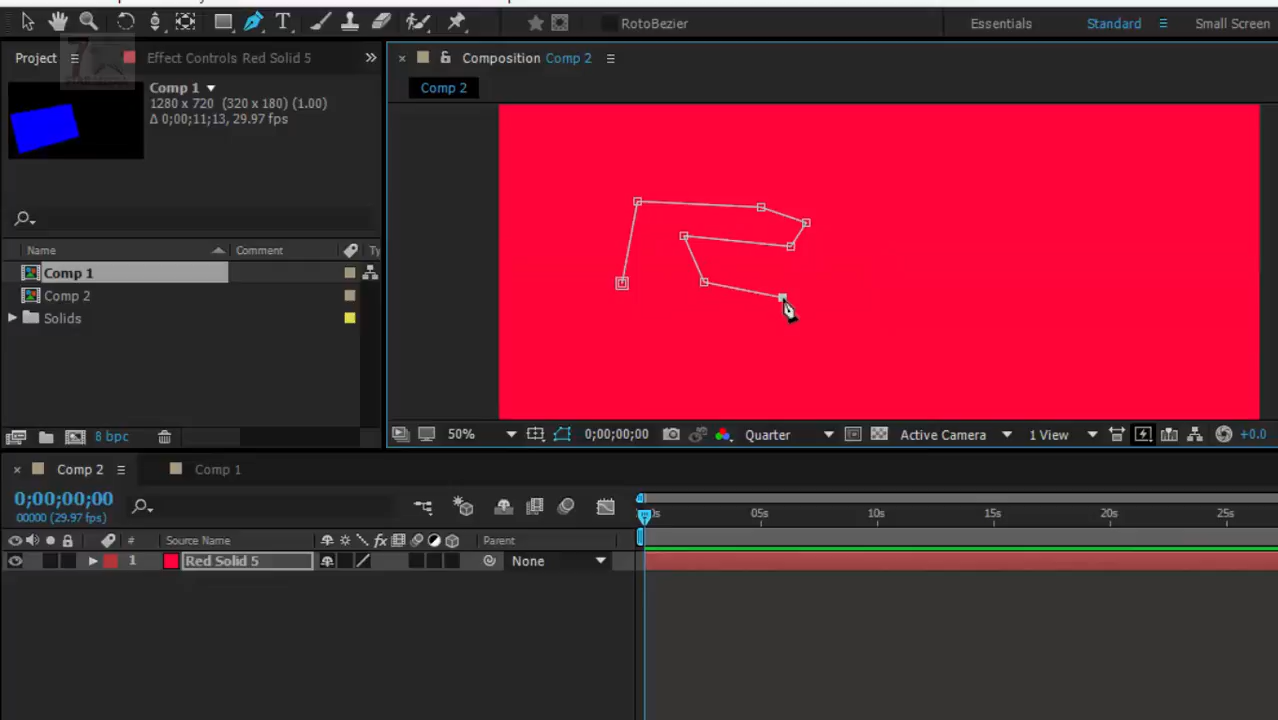 RotoBezier
Essentials
Standard
Small Screen
Project
Effect Controls Red Solid 5
Composition Comp 2
Comp 1
1280 x 720 (320 x 180) (1.00)
Δ 0;00;11;13, 29.97 fps
Comp 2
Name
Comment
Ty
Comp 1
Comp 2
Solids
8 bpc
50%
0;00;00;00
Quarter
Active Camera
1 View
+0.0
Comp 2
Comp 1
0;00;00;00
00000 (29.97 fps)
0s
05s
10s
15s
20s
25s
#
Source Name
fx
Parent
1
Red Solid 5
None